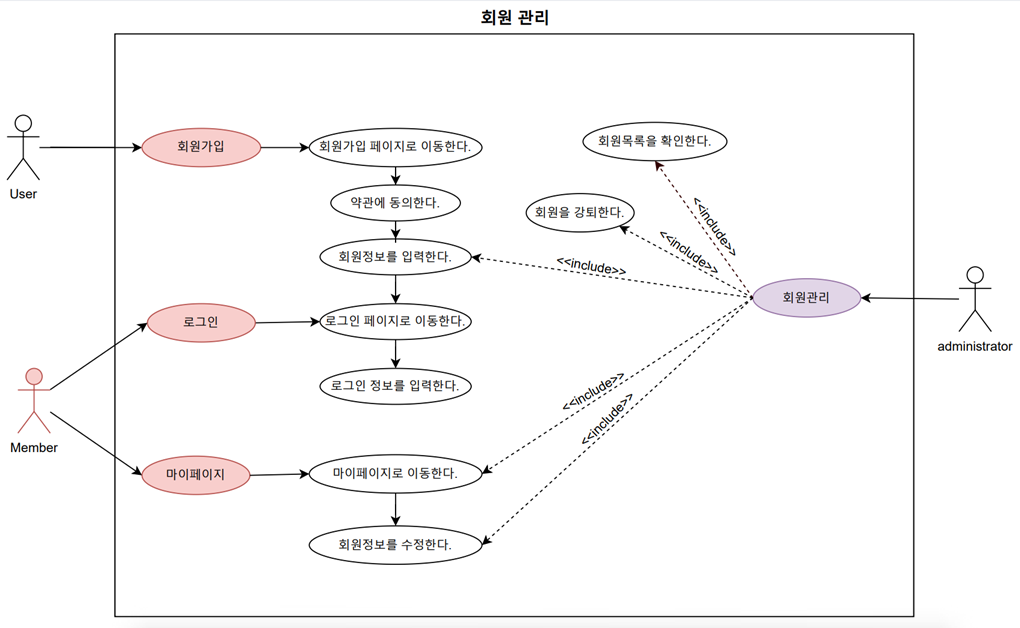 회원 관리
회원가입
회원가입 페이지로 이동한다.
회원목록을 확인한다.
User
약관에 동의한다.
회원을 강퇴한다.
<<include>>
<<include>>
회원정보를 입력한다.
<<include>>
회원관리
로그인
로그인 페이지로 이동한다.
administrator
로그인 정보를 입력한다.
<<include>>
<<include>>
Member
마이페이지
마이페이지로 이동한다.
회원정보를 수정한다.